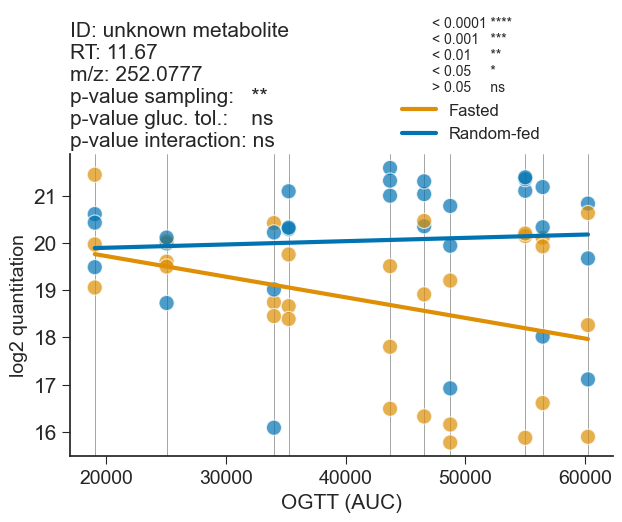 ID: unknown metabolite
RT: 11.67
m/z: 252.0777
p-value sampling: **
p-value gluc. tol.: ns
p-value interaction: ns
< 0.0001 ****
< 0.001 ***
< 0.01 **
< 0.05 *
> 0.05 ns
Fasted
Random-fed
21
20
19
18
17
16
log2 quantitation
20000 30000 40000 50000 60000
OGTT (AUC)